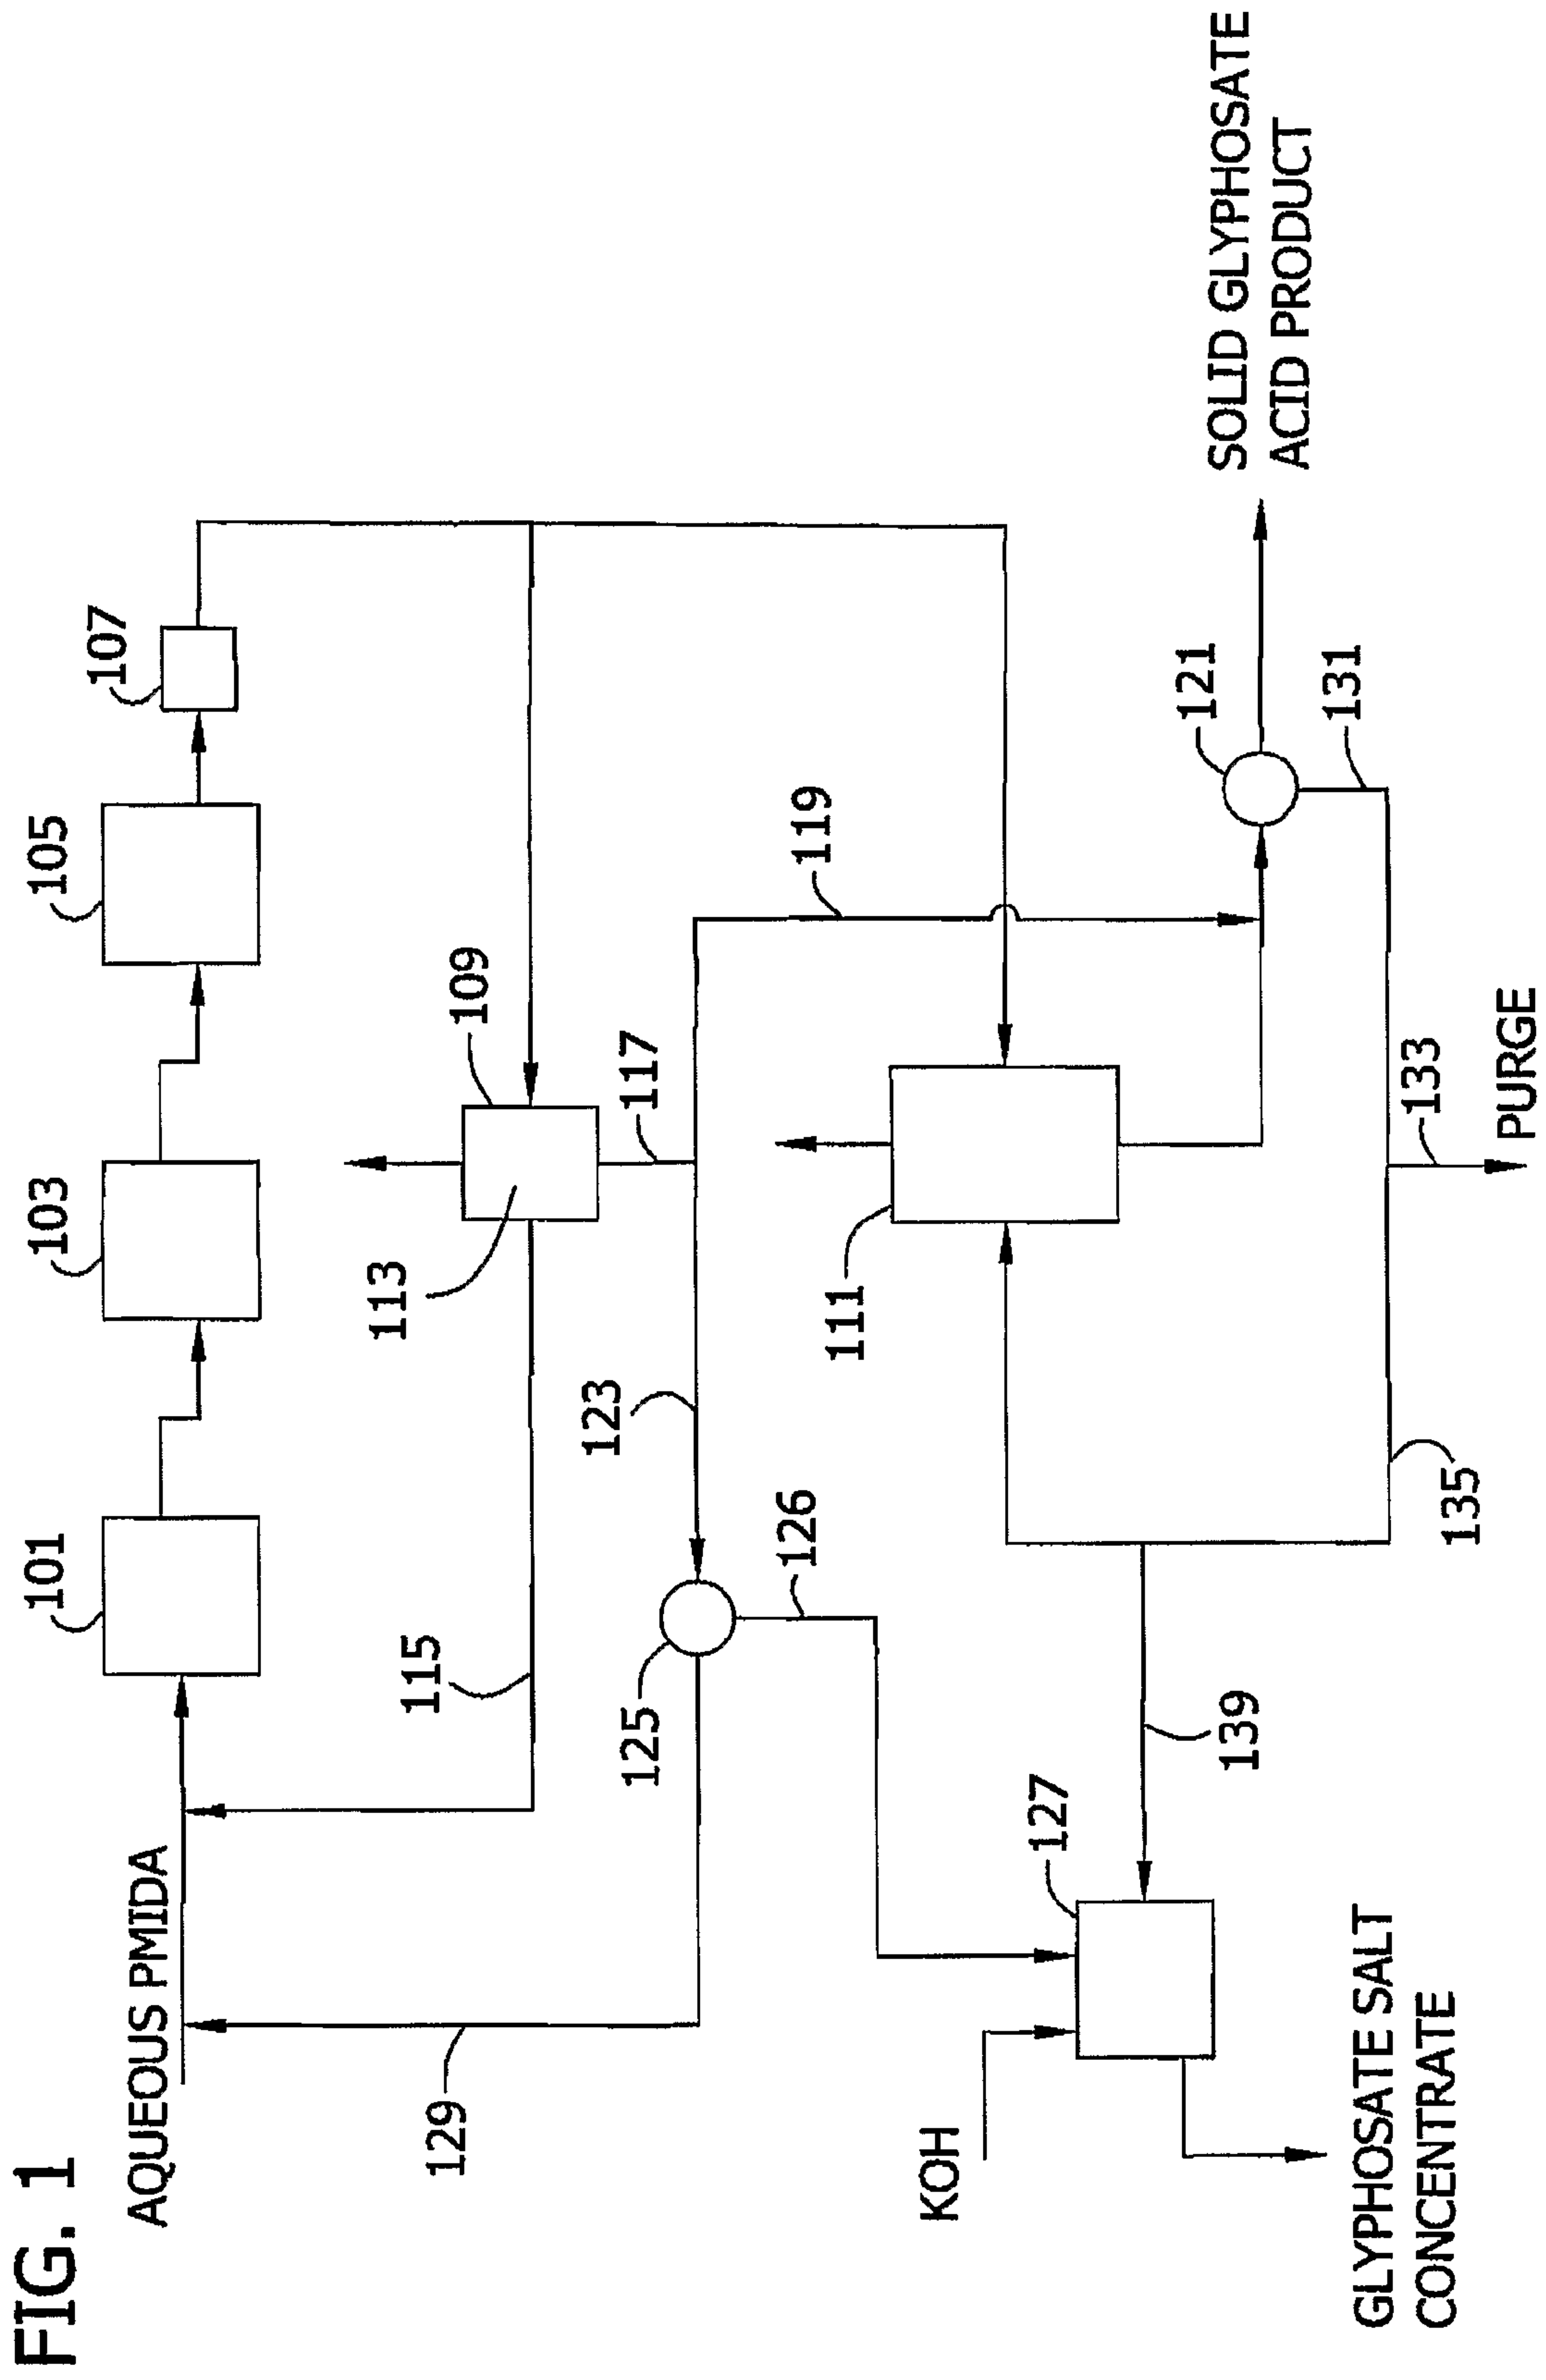 FIG. 1
AQUEOUS PMIDA
101
103
105
107
115
113
109
129
125
123
117
126
119
111
KOH
127
139
121
SOLID GLYPHOSATE
ACID PRODUCT
131
135
133
PURGE
GLYPHOSATE SALT
CONCENTRATE